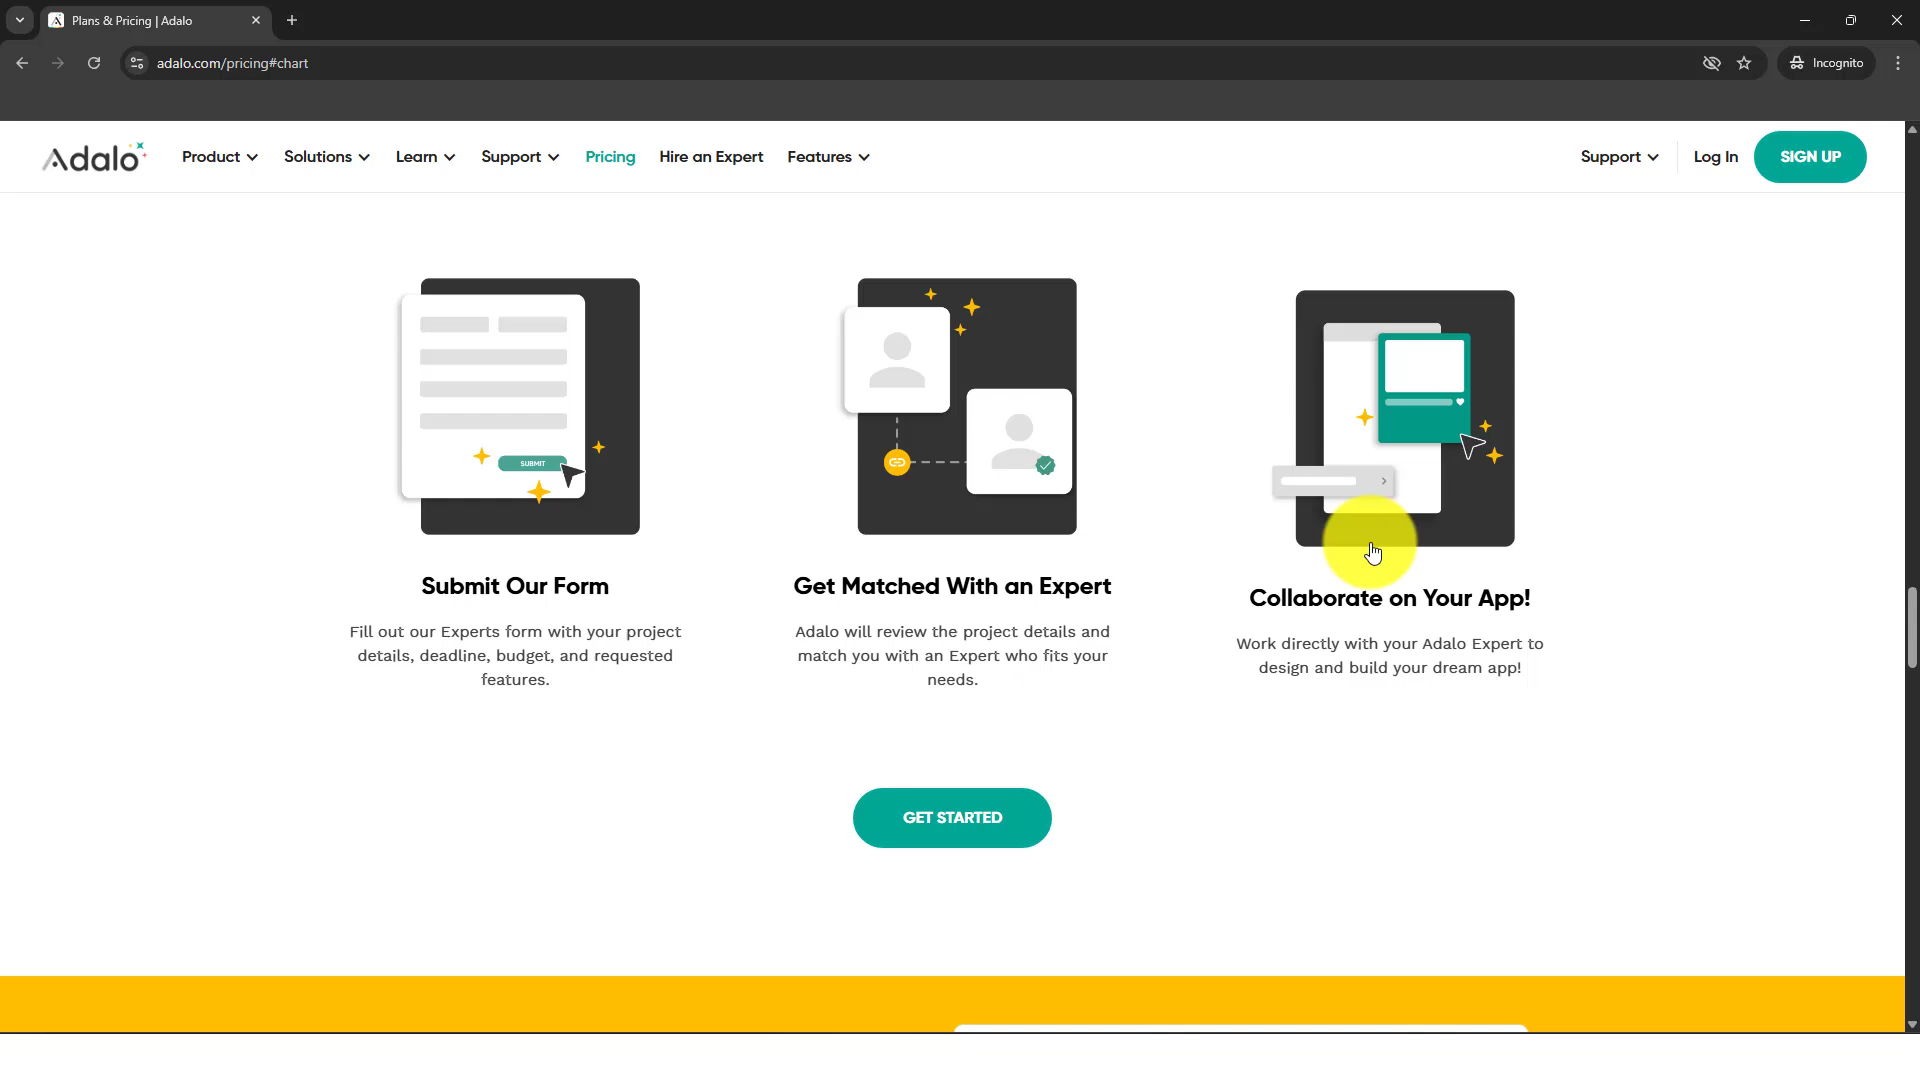 Plans & Pricing | Adalo
adalo.com/pricing#chart
Incognito
Adalo
Product
Solutions
Learn
Support
Pricing
Hire an Expert
Features
Support
Log In
SIGN UP
SUBMIT
Submit Our Form
Fill out our Experts form with your project
details, deadline, budget, and requested
features.
Get Matched With an Expert
Adalo will review the project details and
match you with an Expert who fits your
needs.
Collaborate on Your App!
Work directly with your Adalo Expert to
design and build your dream app!
GET STARTED